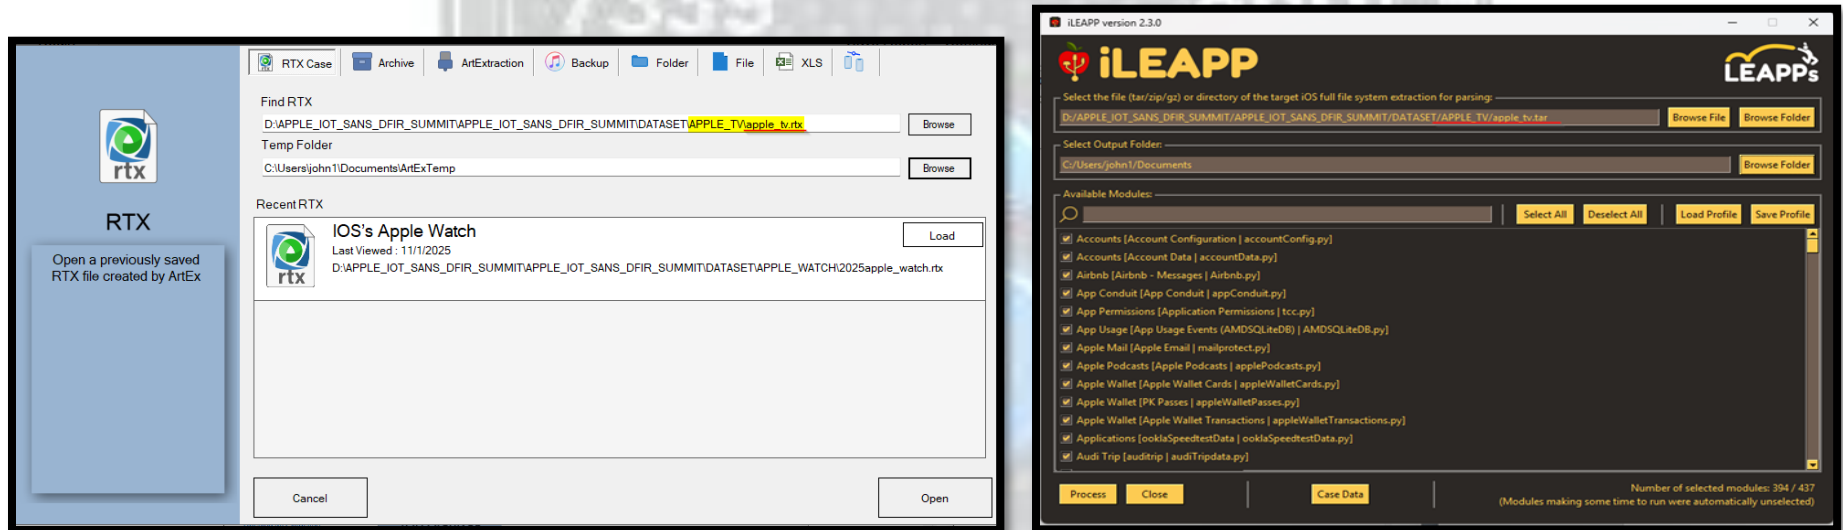 RTX Case
Archive
ArtExtraction
Backup
Folder
File
XLS
Find RTX
D:\APPLE_IOT_SANS_DFIR_SUMMIT\APPLE_IOT_SANS_DFIR_SUMMIT\DATASET\APPLE_TV\apple_tv.rtx
Browse
Temp Folder
C:\Users\john1\Documents\ArtExTemp
Browse
rtx
RTX
Open a previously saved
RTX file created by ArtEx
Recent RTX
rtx
IOS's Apple Watch
Last Viewed : 11/1/2025
D:\APPLE_IOT_SANS_DFIR_SUMMIT\APPLE_IOT_SANS_DFIR_SUMMIT\DATASET\APPLE_WATCH\2025apple_watch.rtx
Load
Cancel
Open
iLEAPP version 2.3.0
iLEAPP
LEAPPs
Select the file (tar/zip/gz) or directory of the target iOS full file system extraction for parsing:
D:/APPLE_IOT_SANS_DFIR_SUMMIT/APPLE_IOT_SANS_DFIR_SUMMIT/DATASET/APPLE_TV/apple_tv.tar
Browse File
Browse Folder
Select Output Folder:
C:/Users/john1/Documents
Browse Folder
Available Modules:
Select All
Deselect All
Load Profile
Save Profile
Accounts [Account Configuration | accountConfig.py]
Accounts [Account Data | accountData.py]
Airbnb [Airbnb - Messages | Airbnb.py]
App Conduit [App Conduit | appConduit.py]
App Permissions [Application Permissions | tcc.py]
App Usage [App Usage Events (AMDSQLiteDB) | AMDSQLiteDB.py]
Apple Mail [Apple Email | mailprotect.py]
Apple Podcasts [Apple Podcasts | applePodcasts.py]
Apple Wallet [Apple Wallet Cards | appleWalletCards.py]
Apple Wallet [PK Passes | appleWalletPasses.py]
Apple Wallet [Apple Wallet Transactions | appleWalletTransactions.py]
Applications [ooklaSpeedtestData | ooklaSpeedtestData.py]
Audi Trip [auditrip | audiTripdata.py]
Process
Close
Case Data
Number of selected modules: 394 / 437
(Modules making some time to run were automatically unselected)